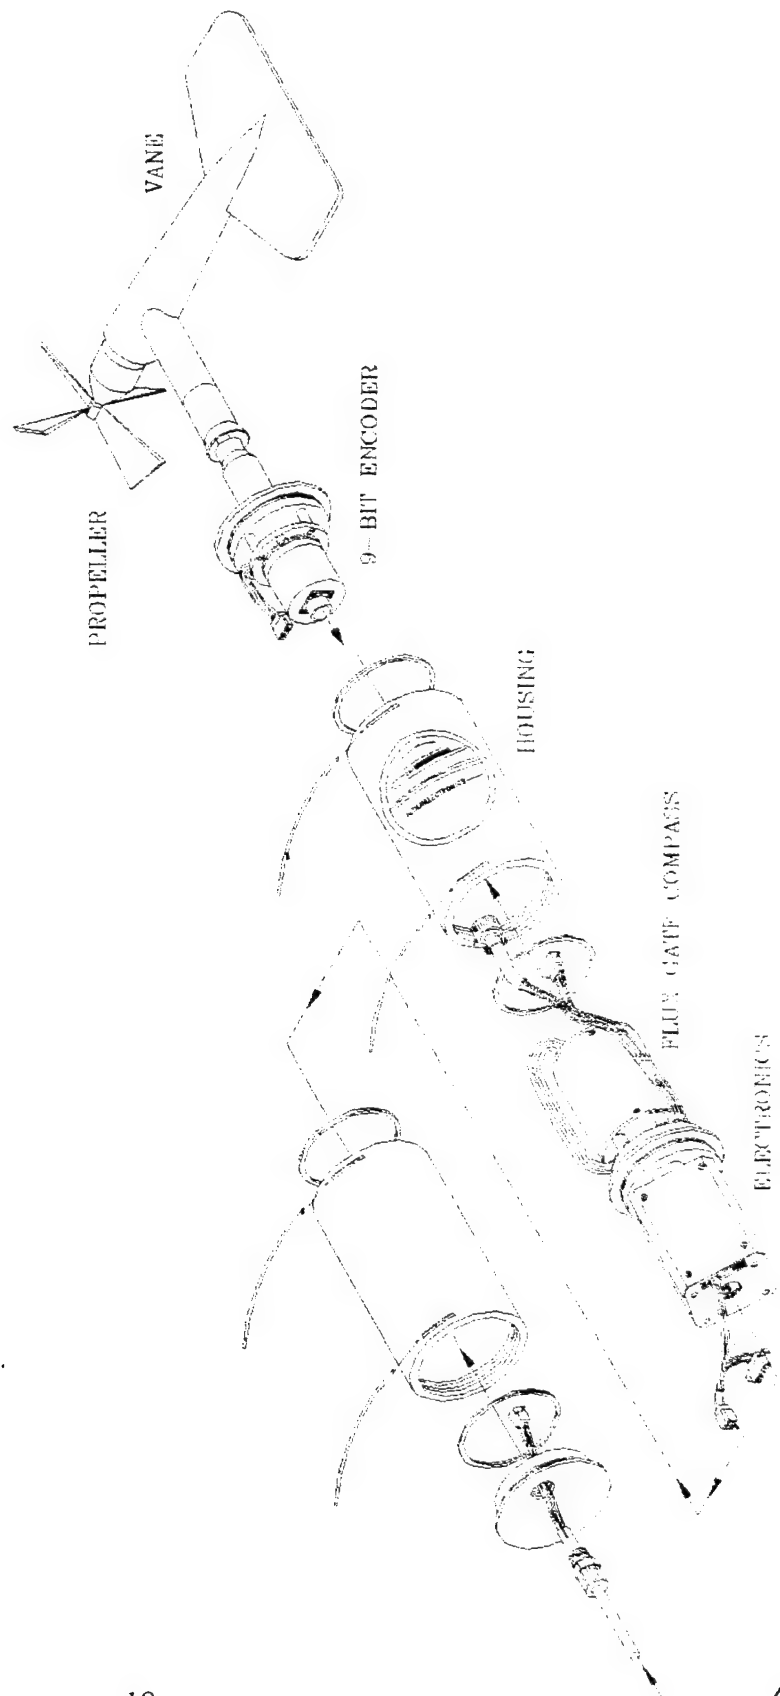 VANE
PROPELLER
9-BIT ENCODER
HOUSING
FLUX GATE COMPASS
ELECTRONICS